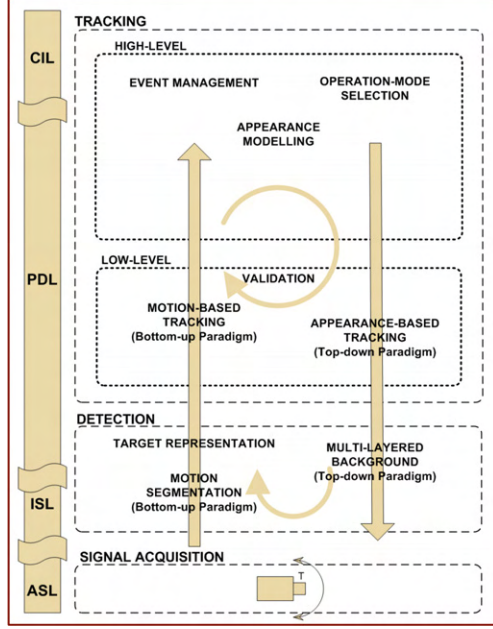 TRACKING
HIGH-LEVEL
CIL
EVENT MANAGEMENT
OPERATION-MODE
SELECTION
APPEARANCE
MODELLING
LOW-LEVEL
PDL
VALIDATION
MOTION-BASED
TRACKING
(Bottom-up Paradigm)
APPEARANCE-BASED
TRACKING
(Top-down Paradigm)
DETECTION
TARGET REPRESENTATION
MULTI-LAYERED
BACKGROUND
(Top-down Paradigm)
MOTION
SEGMENTATION
(Bottom-up Paradigm)
ISL
SIGNAL ACQUISITION
ASL
T